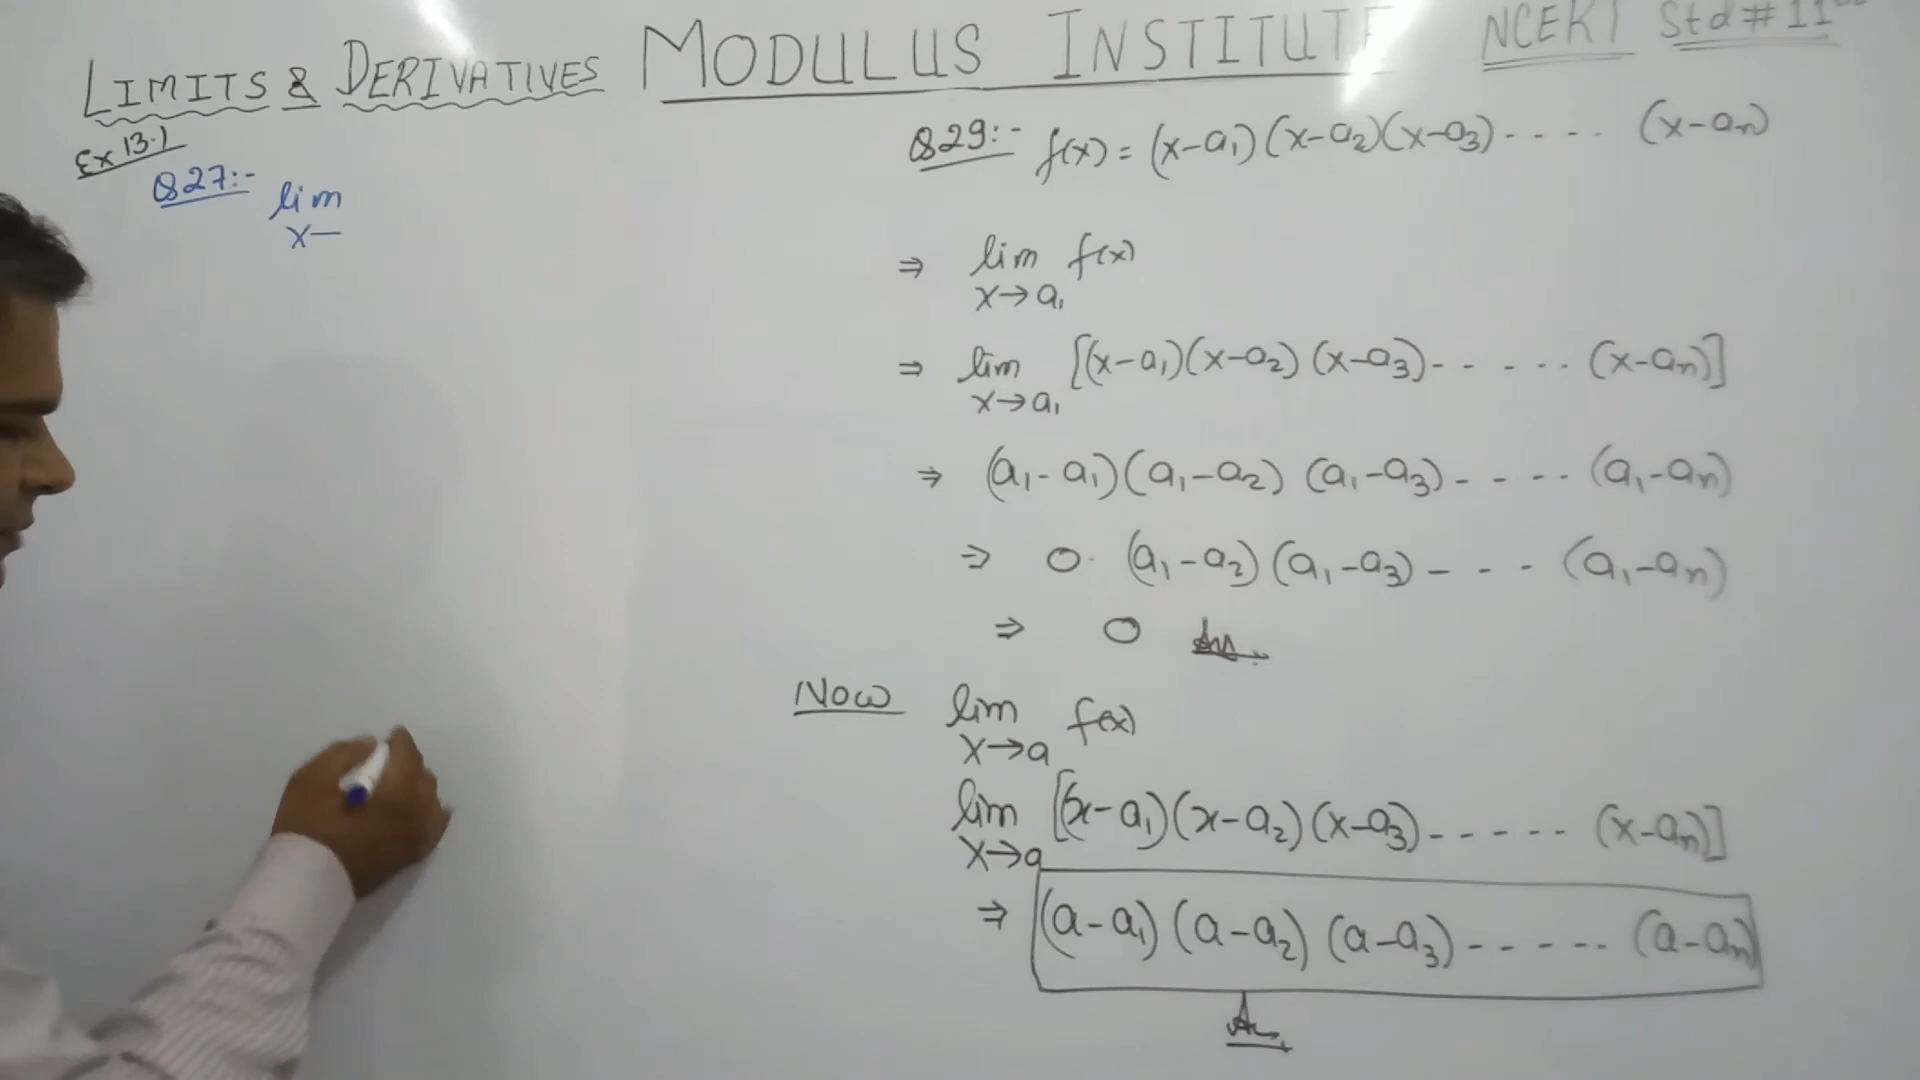 LIMITS & DERIVATIVES MODULUS INSTITUTE NCERT Std # 11
Ex 13.1
Q27:- lim
x—
Q29:- f(x) = (x-a₁)(x-a₂)(x-a₃)- - - - - (x-aₙ)
⇒ lim f(x)
x→a₁
⇒ lim [(x-a₁)(x-a₂)(x-a₃)- - - - - - (x-aₙ)]
x→a₁
⇒ (a₁-a₁)(a₁-a₂)(a₁-a₃)- - - - - (a₁-aₙ)
⇒ 0·(a₁-a₂)(a₁-a₃)- - - - (a₁-aₙ)
⇒ 0 An.
Now lim f(x)
x→a
lim [(x-a₁)(x-a₂)(x-a₃)- - - - - - (x-aₙ)]
x→a
⇒ (a-a₁)(a-a₂)(a-a₃)- - - - - - (a-aₙ)
An.